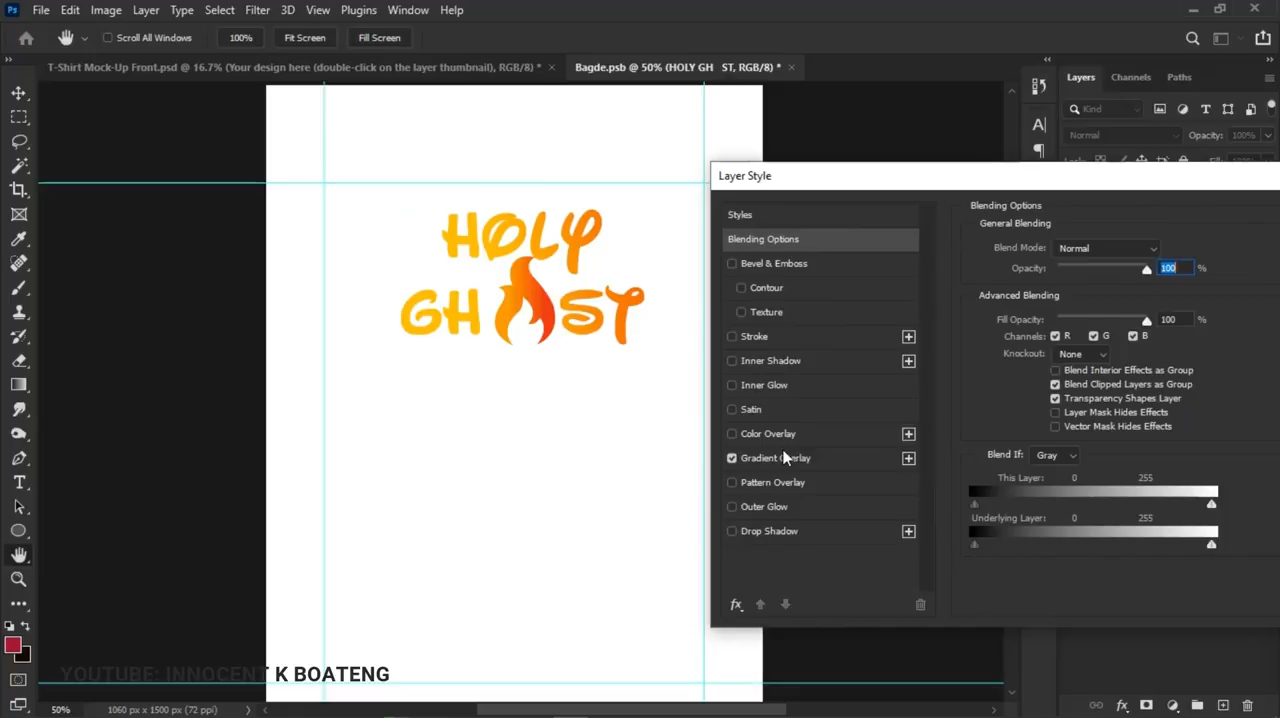 Ps File Edit Image Layer Type Select Filter 3D View Plugins Window Help
Scroll All Windows 100% Fit Screen Fill Screen
T-Shirt Mock-Up Front.psd @ 16.7% (Your design here (double-click on the layer thumbnail), RGB/8) * ×
Bagde.psb @ 50% (HOLY GH ST, RGB/8) * ×
Layers Channels Paths
Kind
Normal Opacity: 100%
HOLY
GH ST
Layer Style
Styles
Blending Options
Bevel & Emboss
Contour
Texture
Stroke
Inner Shadow
Inner Glow
Satin
Color Overlay
Gradient Overlay
Pattern Overlay
Outer Glow
Drop Shadow
fx
Blending Options
General Blending
Blend Mode: Normal
Opacity: 100 %
Advanced Blending
Fill Opacity: 100 %
Channels: R G B
Knockout: None
Blend Interior Effects as Group
Blend Clipped Layers as Group
Transparency Shapes Layer
Layer Mask Hides Effects
Vector Mask Hides Effects
Blend If: Gray
This Layer: 0 255
Underlying Layer: 0 255
YOUTUBE: INNOCENT K BOATENG
50% 1060 px x 1500 px (72 ppi)
fx